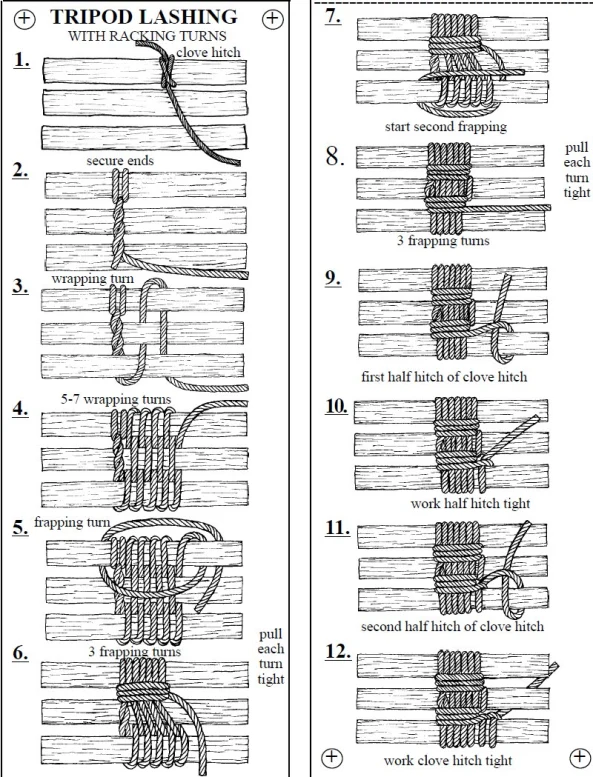 TRIPOD LASHING
WITH RACKING TURNS
clove hitch
1.
secure ends
2.
wrapping turn
3.
5-7 wrapping turns
4.
frapping turn
5.
3 frapping turns
pull
each
turn
tight
6.
7.
start second frapping
8.
pull
each
turn
tight
3 frapping turns
9.
first half hitch of clove hitch
10.
work half hitch tight
11.
second half hitch of clove hitch
12.
work clove hitch tight